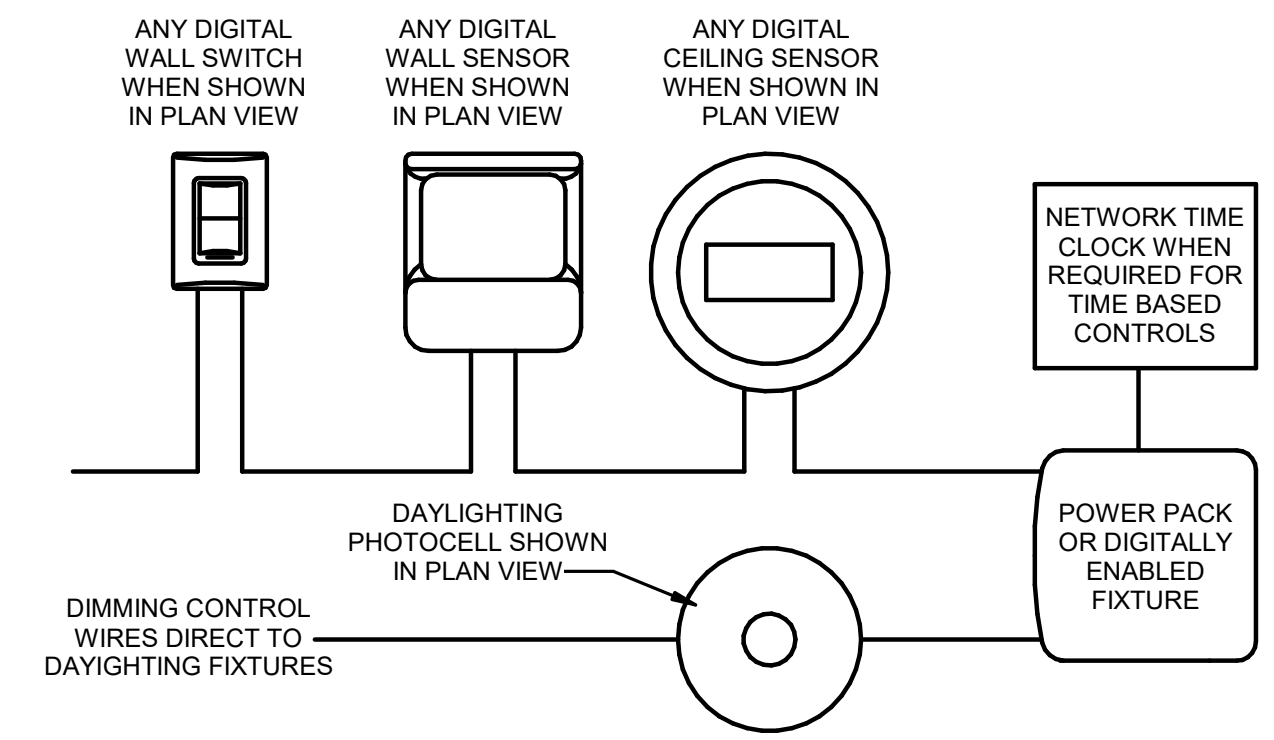 ANY DIGITAL
WALL SWITCH
WHEN SHOWN
IN PLAN VIEW
ANY DIGITAL
WALL SENSOR
WHEN SHOWN
IN PLAN VIEW
ANY DIGITAL
CEILING SENSOR
WHEN SHOWN IN
PLAN VIEW
NETWORK TIME
CLOCK WHEN
REQUIRED FOR
TIME BASED
CONTROLS
DAYLIGHTING
PHOTOCELL SHOWN
IN PLAN VIEW
POWER PACK
OR DIGITALLY
ENABLED
FIXTURE
DIMMING CONTROL
WIRES DIRECT TO
DAYIGHTING FIXTURES